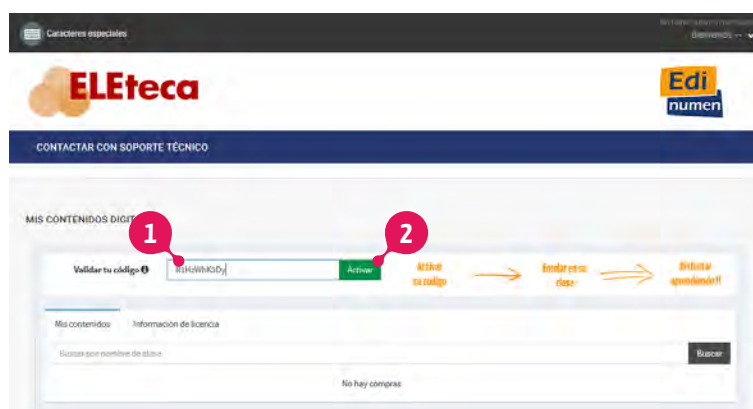 Caracteres especiales
Bienvenido --
ELEteca
Edi
numen
CONTACTAR CON SOPORTE TÉCNICO
MIS CONTENIDOS DIGIT
1
2
Validar tu código
Activar
Activar
tu código
Entrar en su
clase
Disfrutar
aprendiendo!!
Mis contenidos
Información de licencia
Buscar por nombre de clase
Buscar
No hay compras